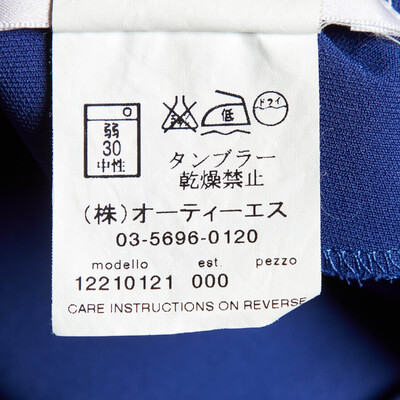 弱
30
中性
低
ドライ
タンブラー
乾燥禁止
(株)オーティーエス
03-5696-0120
modello est. pezzo
12210121 000
CARE INSTRUCTIONS ON REVERSE